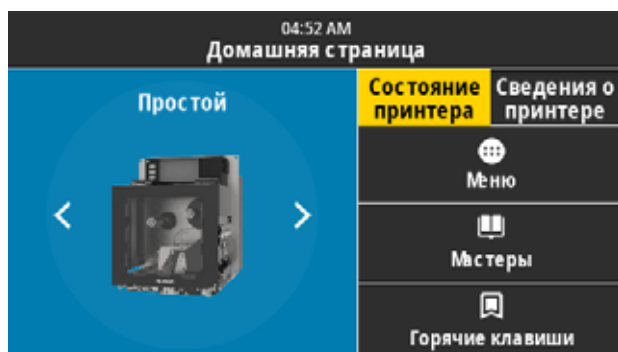 04:52 AM
Домашняя страница
Простой
Состояние принтера
Сведения о принтере
Меню
Мастеры
Горячие клавиши